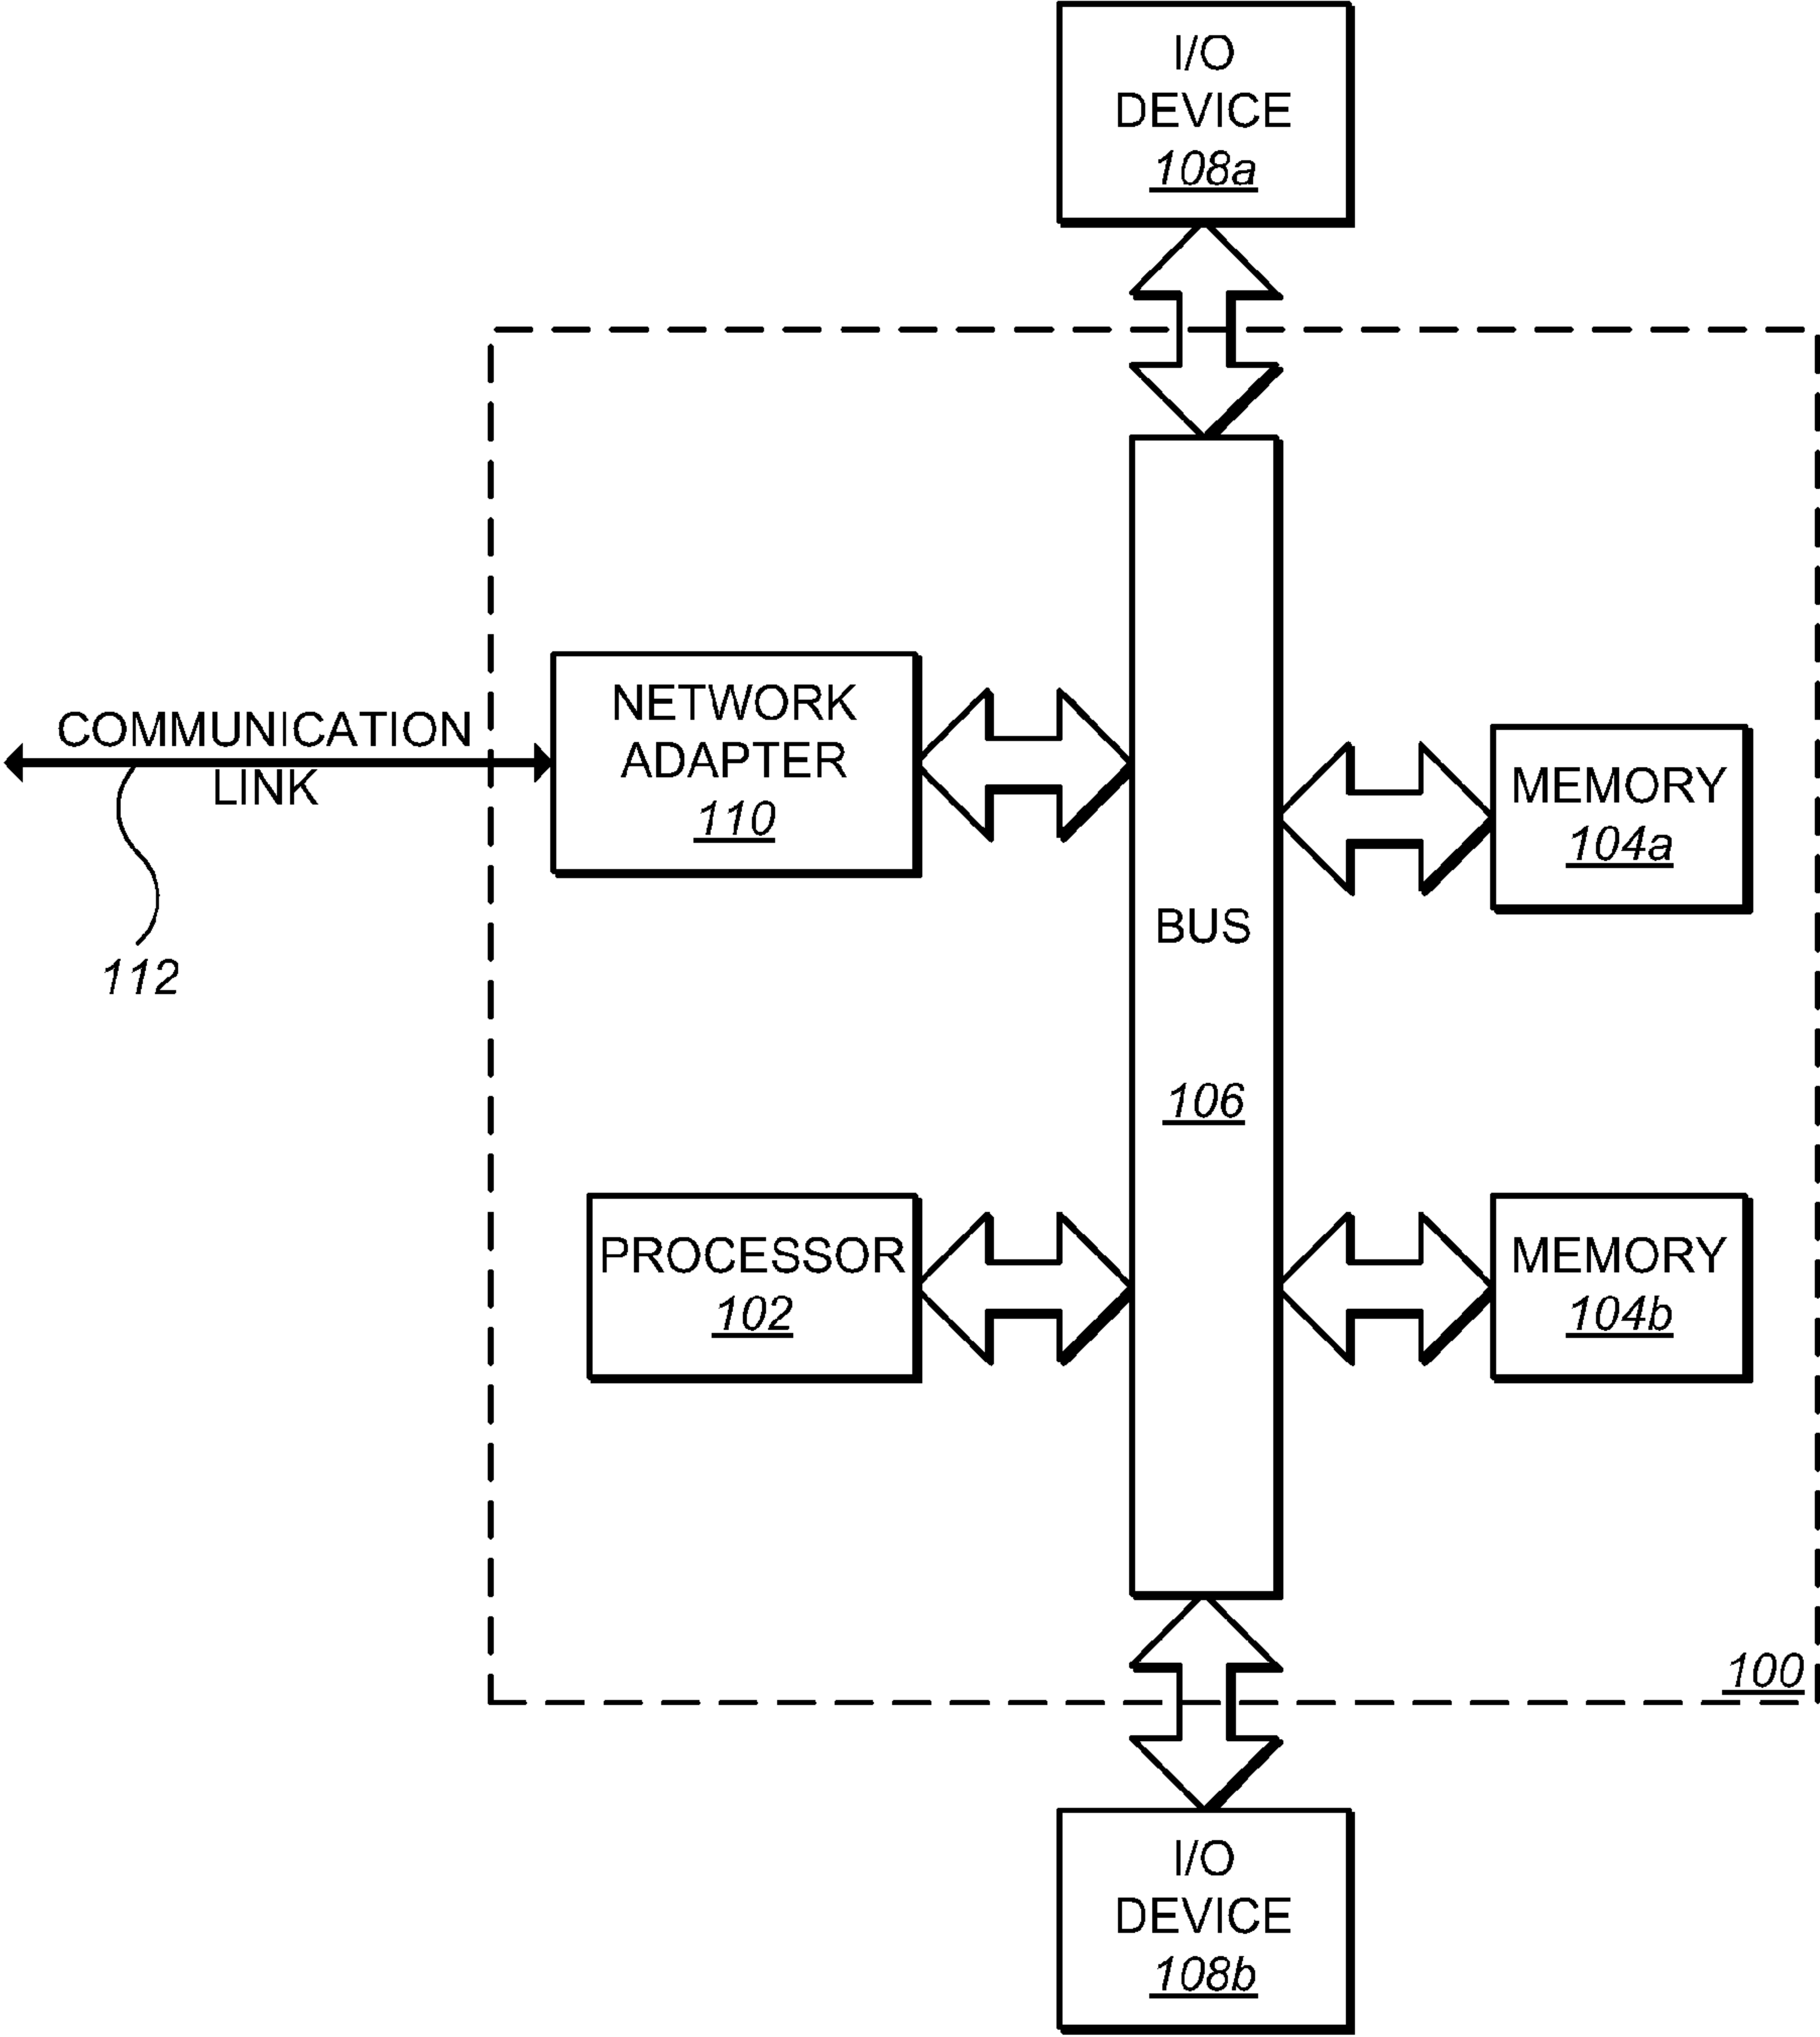 I/O
DEVICE
108a
COMMUNICATION
LINK
112
NETWORK
ADAPTER
110
MEMORY
104a
BUS
106
PROCESSOR
102
MEMORY
104b
100
I/O
DEVICE
108b